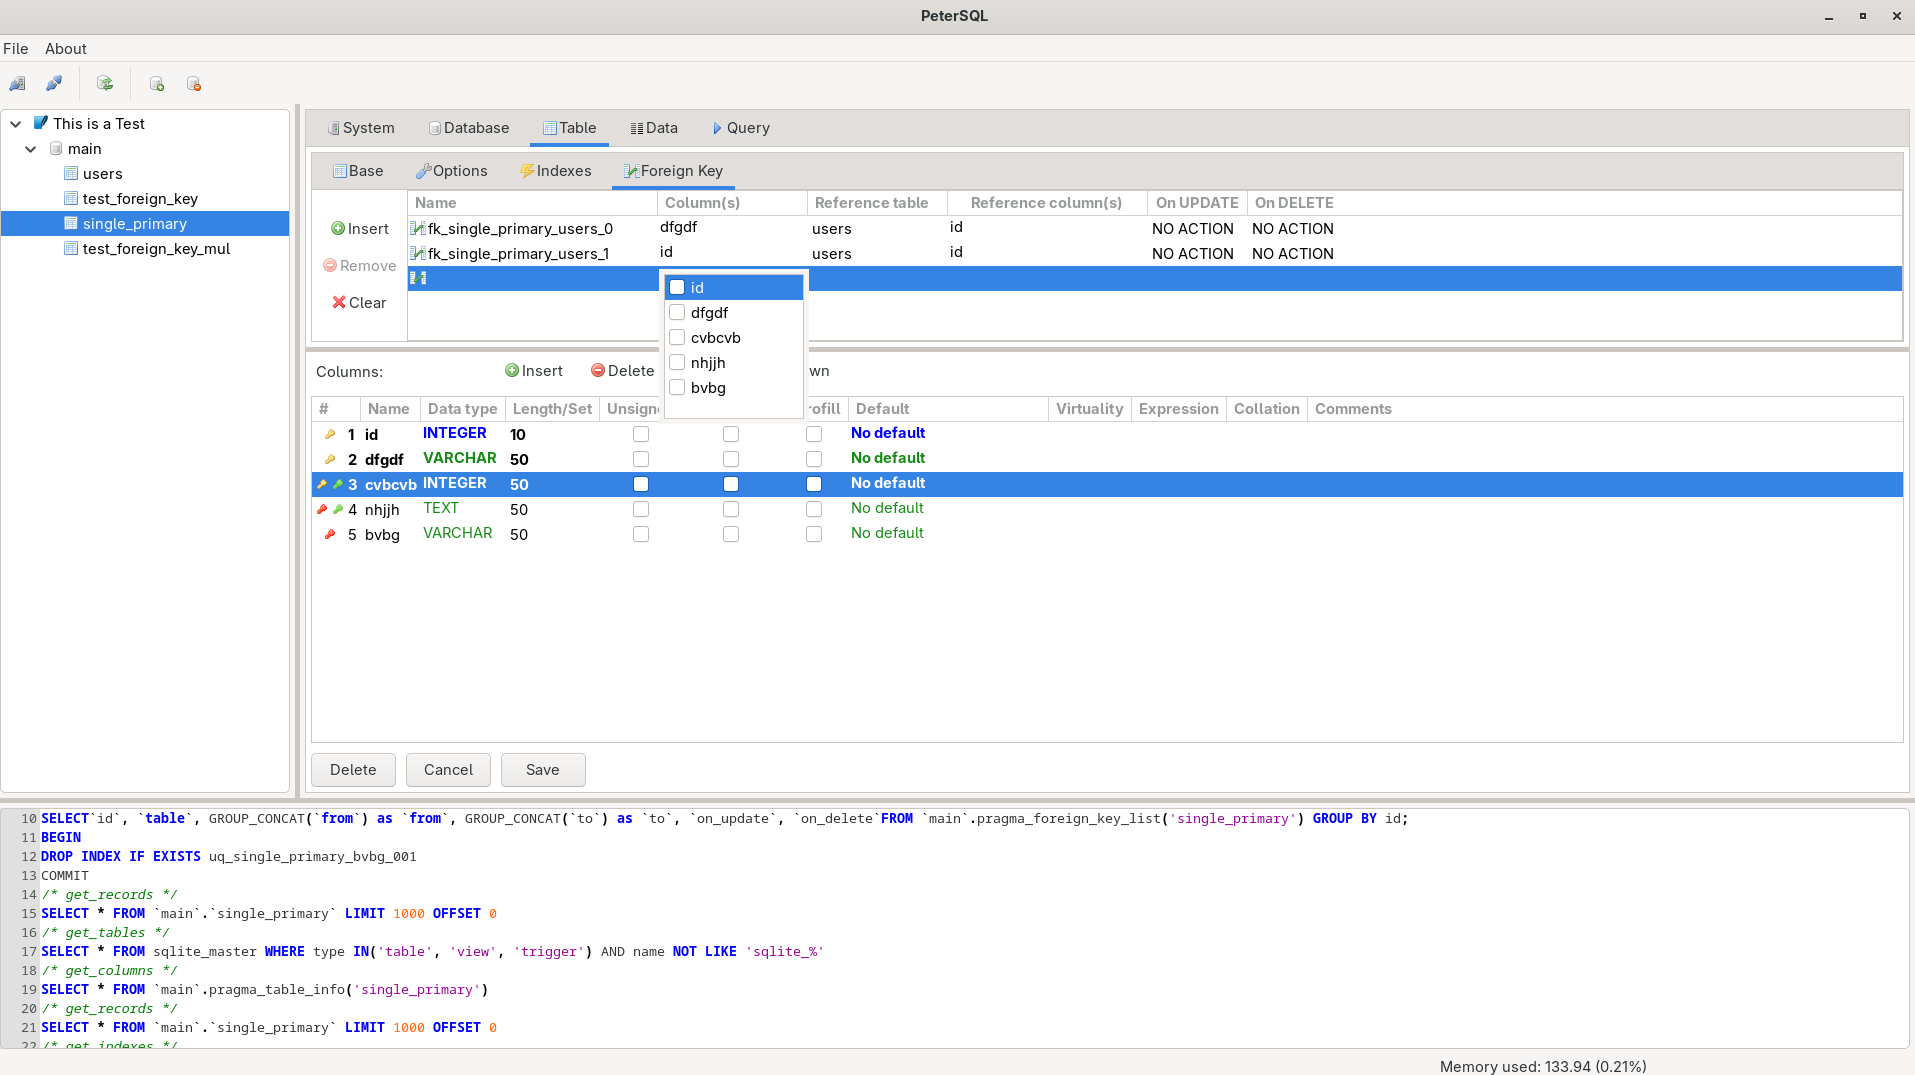 PeterSQL
File About
This is a Test
main
users
test_foreign_key
single_primary
test_foreign_key_mul
System Database Table Data Query
Base Options Indexes Foreign Key
Insert
Remove
Clear
Name Column(s) Reference table Reference column(s) On UPDATE On DELETE
fk_single_primary_users_0 dfgdf users id NO ACTION NO ACTION
fk_single_primary_users_1 id users id NO ACTION NO ACTION
id
dfgdf
cvbcvb
nhjjh
bvbg
Columns: Insert Delete wn
# Name Data type Length/Set Unsign rofill Default Virtuality Expression Collation Comments
1 id INTEGER 10 No default
2 dfgdf VARCHAR 50 No default
3 cvbcvb INTEGER 50 No default
4 nhjjh TEXT 50 No default
5 bvbg VARCHAR 50 No default
Delete Cancel Save
10 SELECT`id`, `table`, GROUP_CONCAT(`from`) as `from`, GROUP_CONCAT(`to`) as `to`, `on_update`, `on_delete`FROM `main`.pragma_foreign_key_list('single_primary') GROUP BY id;
11 BEGIN
12 DROP INDEX IF EXISTS uq_single_primary_bvbg_001
13 COMMIT
14 /* get_records */
15 SELECT * FROM `main`.`single_primary` LIMIT 1000 OFFSET 0
16 /* get_tables */
17 SELECT * FROM sqlite_master WHERE type IN('table', 'view', 'trigger') AND name NOT LIKE 'sqlite_%'
18 /* get_columns */
19 SELECT * FROM `main`.pragma_table_info('single_primary')
20 /* get_records */
21 SELECT * FROM `main`.`single_primary` LIMIT 1000 OFFSET 0
22 /* get_indexes */
Memory used: 133.94 (0.21%)